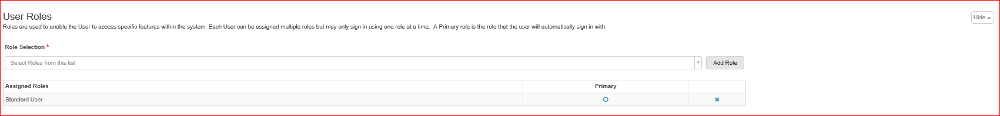 User Roles
Hide
Roles are used to enable the User to access specific features within the system. Each User can be assigned multiple roles but may only sign in using one role at a time.  A Primary role is the role that the user will automatically sign in with.
Role Selection *
Select Roles from this list
Add Role
Assigned Roles Primary
Standard User